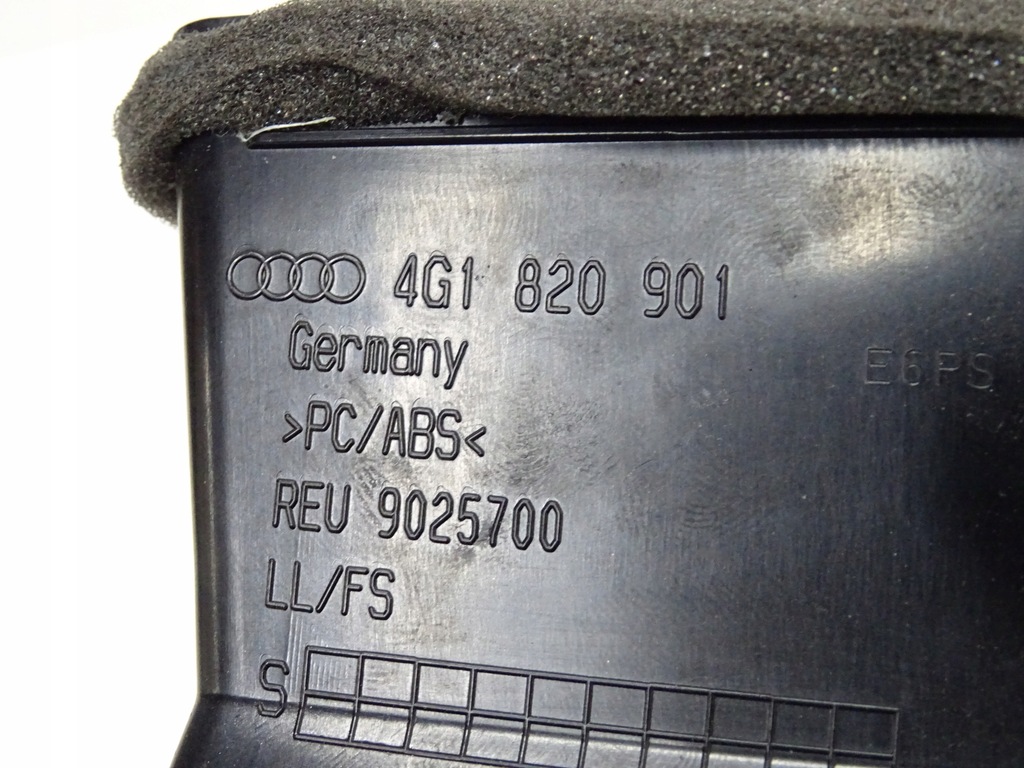 4G1 820 901
Germany
E6PS
>PC/ABS<
REU 9025700
LL/FS
S